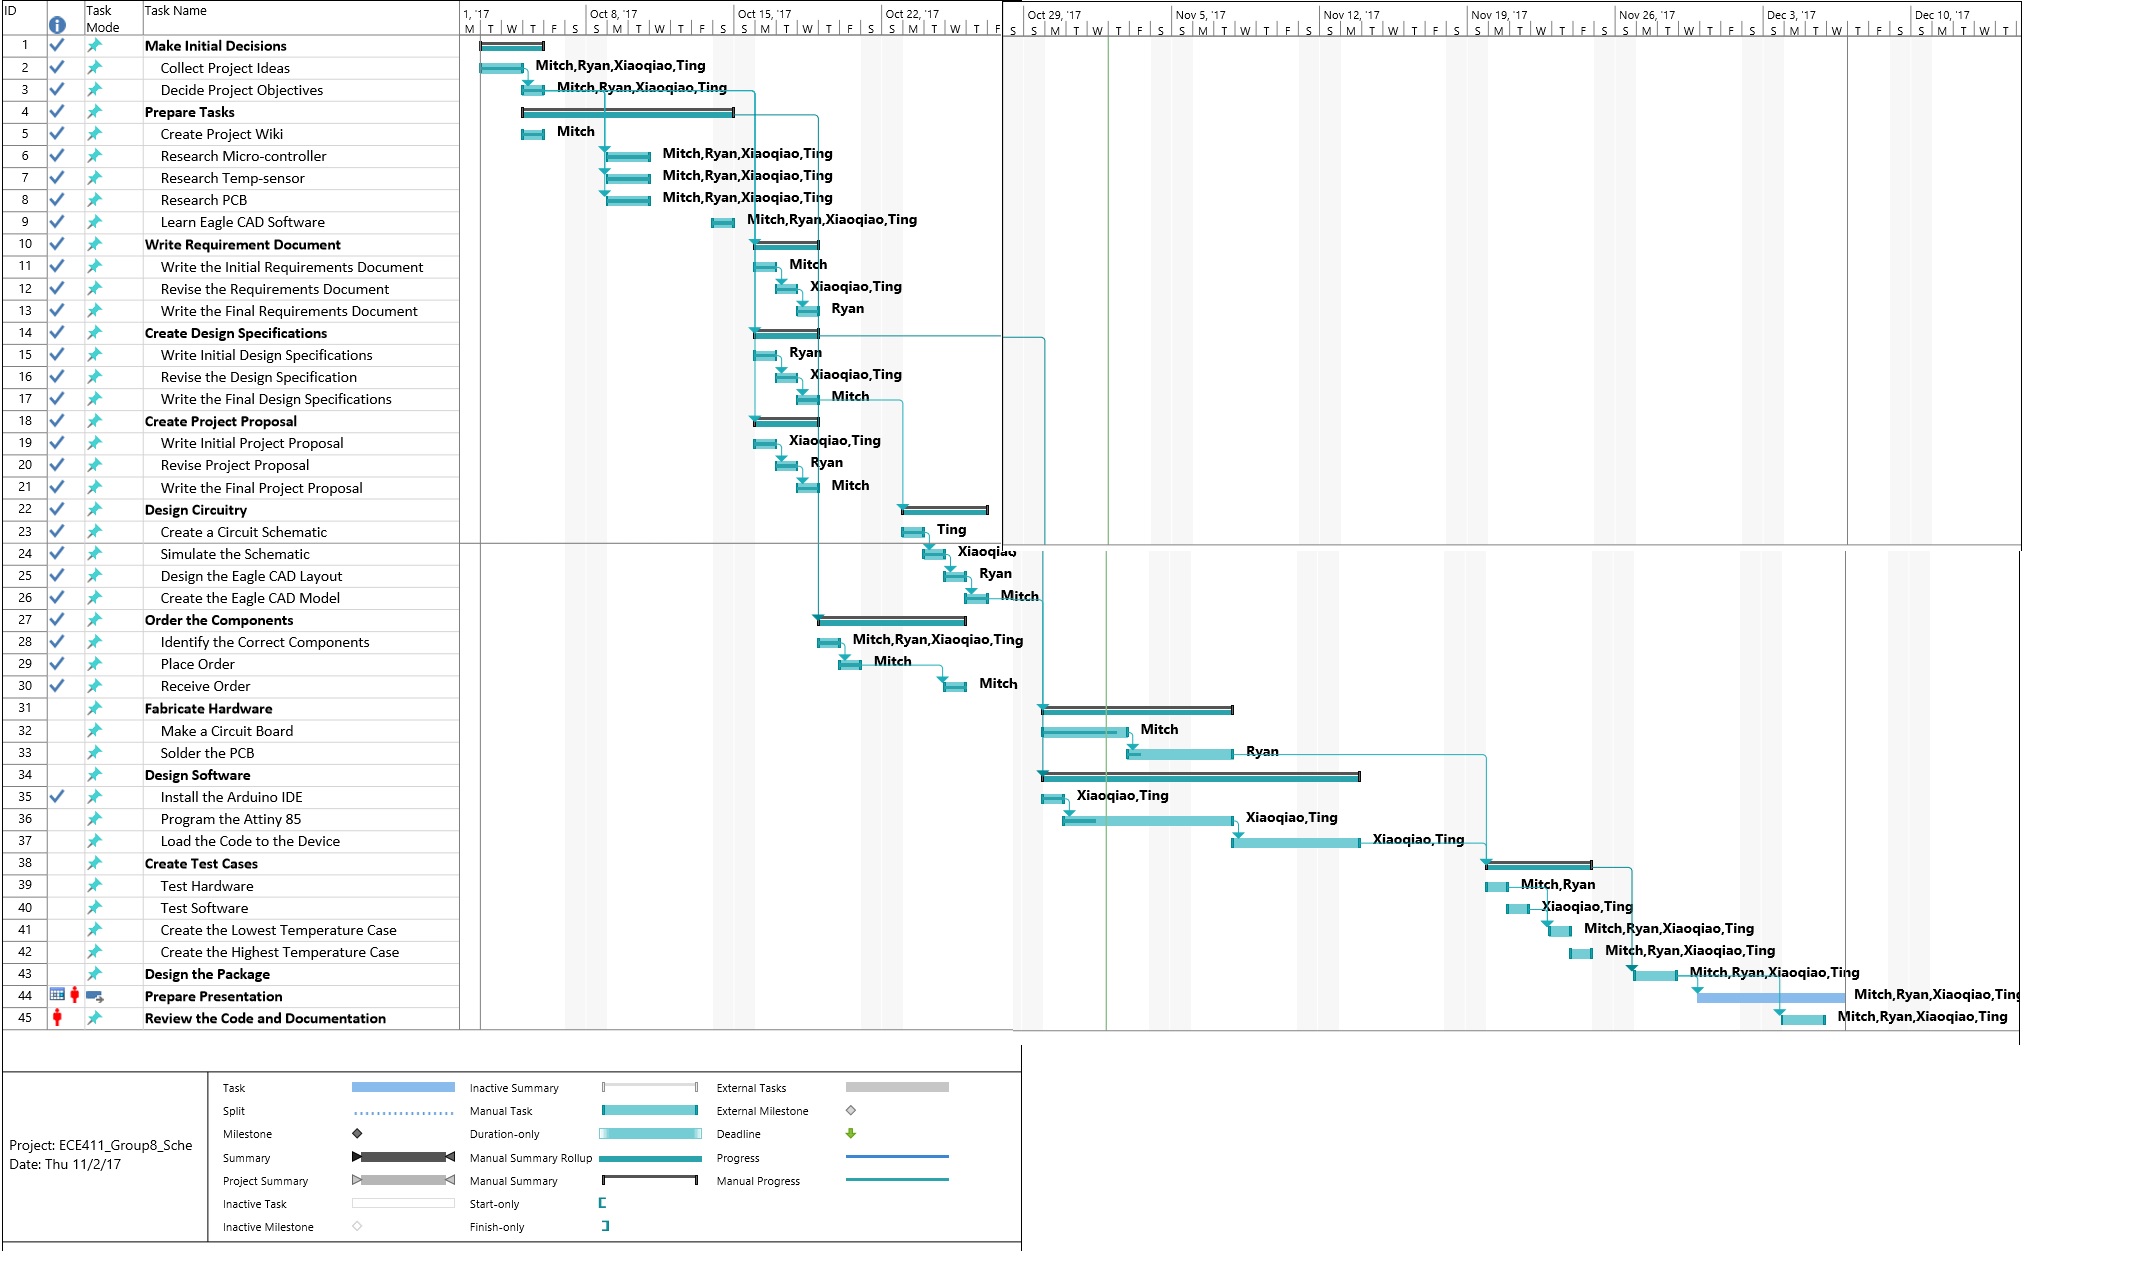 ID Task Mode Task Name 1, '17 Oct 8, '17 Oct 15, '17 Oct 22, '17 Oct 29, '17 Nov 5, '17 Nov 12, '17 Nov 19, '17 Nov 26, '17 Dec 3, '17 Dec 10, '17
M T W T F S S M T W T F S S M T W T F S S M T W T F S S M T W T F S S M T W T F S S M T W T F S S M T W T F S S M T W T F S S M T W T F S S M T W T
1 Make Initial Decisions
2 Collect Project Ideas Mitch,Ryan,Xiaoqiao,Ting
3 Decide Project Objectives Mitch,Ryan,Xiaoqiao,Ting
4 Prepare Tasks
5 Create Project Wiki Mitch
6 Research Micro-controller Mitch,Ryan,Xiaoqiao,Ting
7 Research Temp-sensor Mitch,Ryan,Xiaoqiao,Ting
8 Research PCB Mitch,Ryan,Xiaoqiao,Ting
9 Learn Eagle CAD Software Mitch,Ryan,Xiaoqiao,Ting
10 Write Requirement Document
11 Write the Initial Requirements Document Mitch
12 Revise the Requirements Document Xiaoqiao,Ting
13 Write the Final Requirements Document Ryan
14 Create Design Specifications
15 Write Initial Design Specifications Ryan
16 Revise the Design Specification Xiaoqiao,Ting
17 Write the Final Design Specifications Mitch
18 Create Project Proposal
19 Write Initial Project Proposal Xiaoqiao,Ting
20 Revise Project Proposal Ryan
21 Write the Final Project Proposal Mitch
22 Design Circuitry
23 Create a Circuit Schematic Ting
24 Simulate the Schematic Xiaoqiao
25 Design the Eagle CAD Layout Ryan
26 Create the Eagle CAD Model Mitch
27 Order the Components
28 Identify the Correct Components Mitch,Ryan,Xiaoqiao,Ting
29 Place Order Mitch
30 Receive Order Mitch
31 Fabricate Hardware
32 Make a Circuit Board Mitch
33 Solder the PCB Ryan
34 Design Software
35 Install the Arduino IDE Xiaoqiao,Ting
36 Program the Attiny 85 Xiaoqiao,Ting
37 Load the Code to the Device Xiaoqiao,Ting
38 Create Test Cases
39 Test Hardware Mitch,Ryan
40 Test Software Xiaoqiao,Ting
41 Create the Lowest Temperature Case Mitch,Ryan,Xiaoqiao,Ting
42 Create the Highest Temperature Case Mitch,Ryan,Xiaoqiao,Ting
43 Design the Package Mitch,Ryan,Xiaoqiao,Ting
44 Prepare Presentation Mitch,Ryan,Xiaoqiao,Ting
45 Review the Code and Documentation Mitch,Ryan,Xiaoqiao,Ting
Project: ECE411_Group8_Sche
Date: Thu 11/2/17
Task Inactive Summary External Tasks
Split Manual Task External Milestone
Milestone Duration-only Deadline
Summary Manual Summary Rollup Progress
Project Summary Manual Summary Manual Progress
Inactive Task Start-only
Inactive Milestone Finish-only